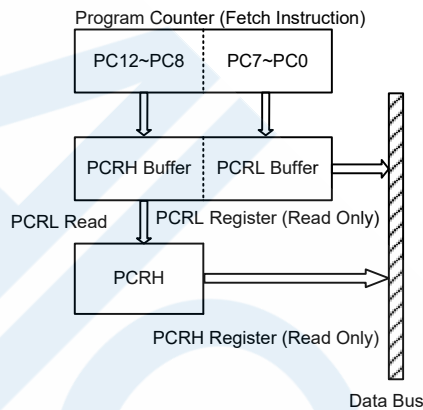 Program Counter (Fetch Instruction)
PC12~PC8 PC7~PC0
PCRH Buffer PCRL Buffer
PCRL Read PCRL Register (Read Only)
PCRH
PCRH Register (Read Only)
Data Bus